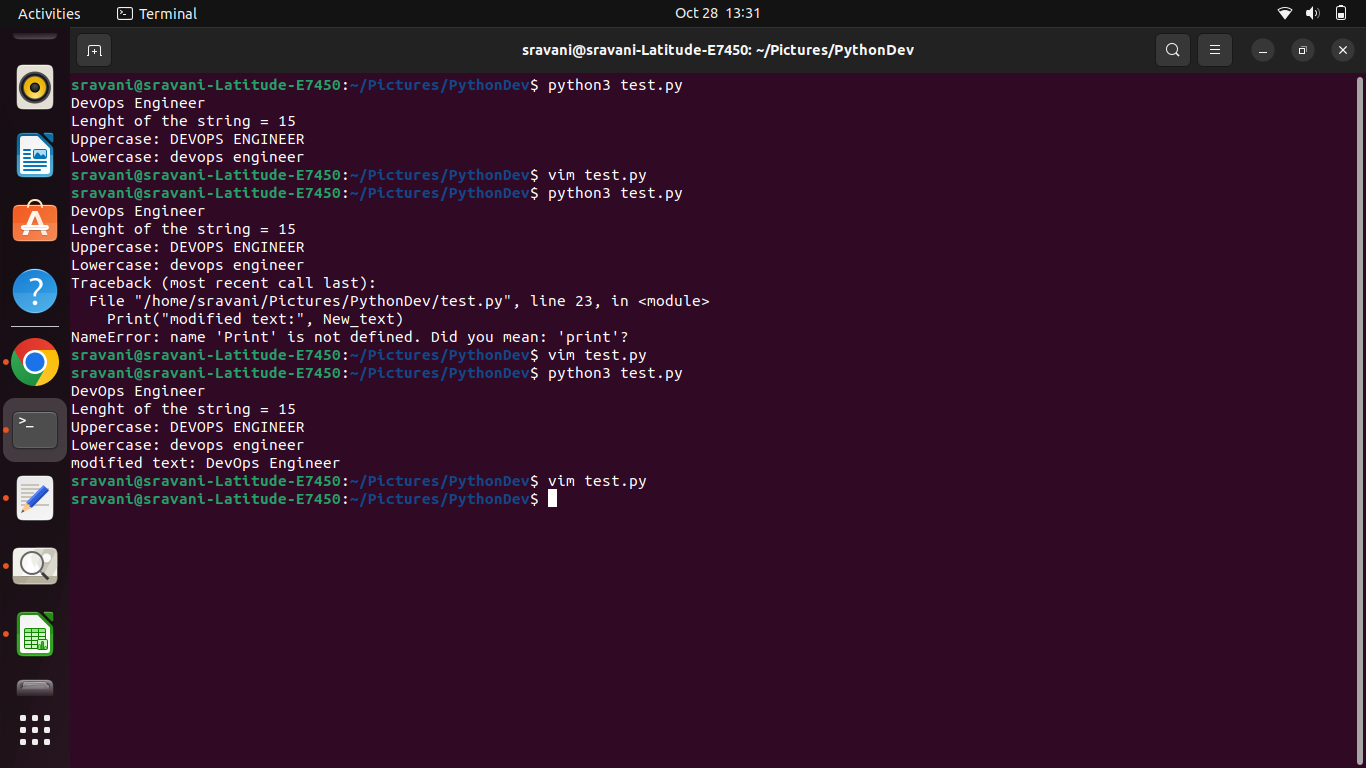 Activities
Terminal
Oct 28 13:31
sravani@sravani-Latitude-E7450: ~/Pictures/PythonDev
sravani@sravani-Latitude-E7450:~/Pictures/PythonDev$ python3 test.py
DevOps Engineer
Lenght of the string = 15
Uppercase: DEVOPS ENGINEER
Lowercase: devops engineer
sravani@sravani-Latitude-E7450:~/Pictures/PythonDev$ vim test.py
sravani@sravani-Latitude-E7450:~/Pictures/PythonDev$ python3 test.py
DevOps Engineer
Lenght of the string = 15
Uppercase: DEVOPS ENGINEER
Lowercase: devops engineer
Traceback (most recent call last):
  File "/home/sravani/Pictures/PythonDev/test.py", line 23, in <module>
    Print("modified text:", New_text)
NameError: name 'Print' is not defined. Did you mean: 'print'?
sravani@sravani-Latitude-E7450:~/Pictures/PythonDev$ vim test.py
sravani@sravani-Latitude-E7450:~/Pictures/PythonDev$ python3 test.py
DevOps Engineer
Lenght of the string = 15
Uppercase: DEVOPS ENGINEER
Lowercase: devops engineer
modified text: DevOps Engineer
sravani@sravani-Latitude-E7450:~/Pictures/PythonDev$ vim test.py
sravani@sravani-Latitude-E7450:~/Pictures/PythonDev$